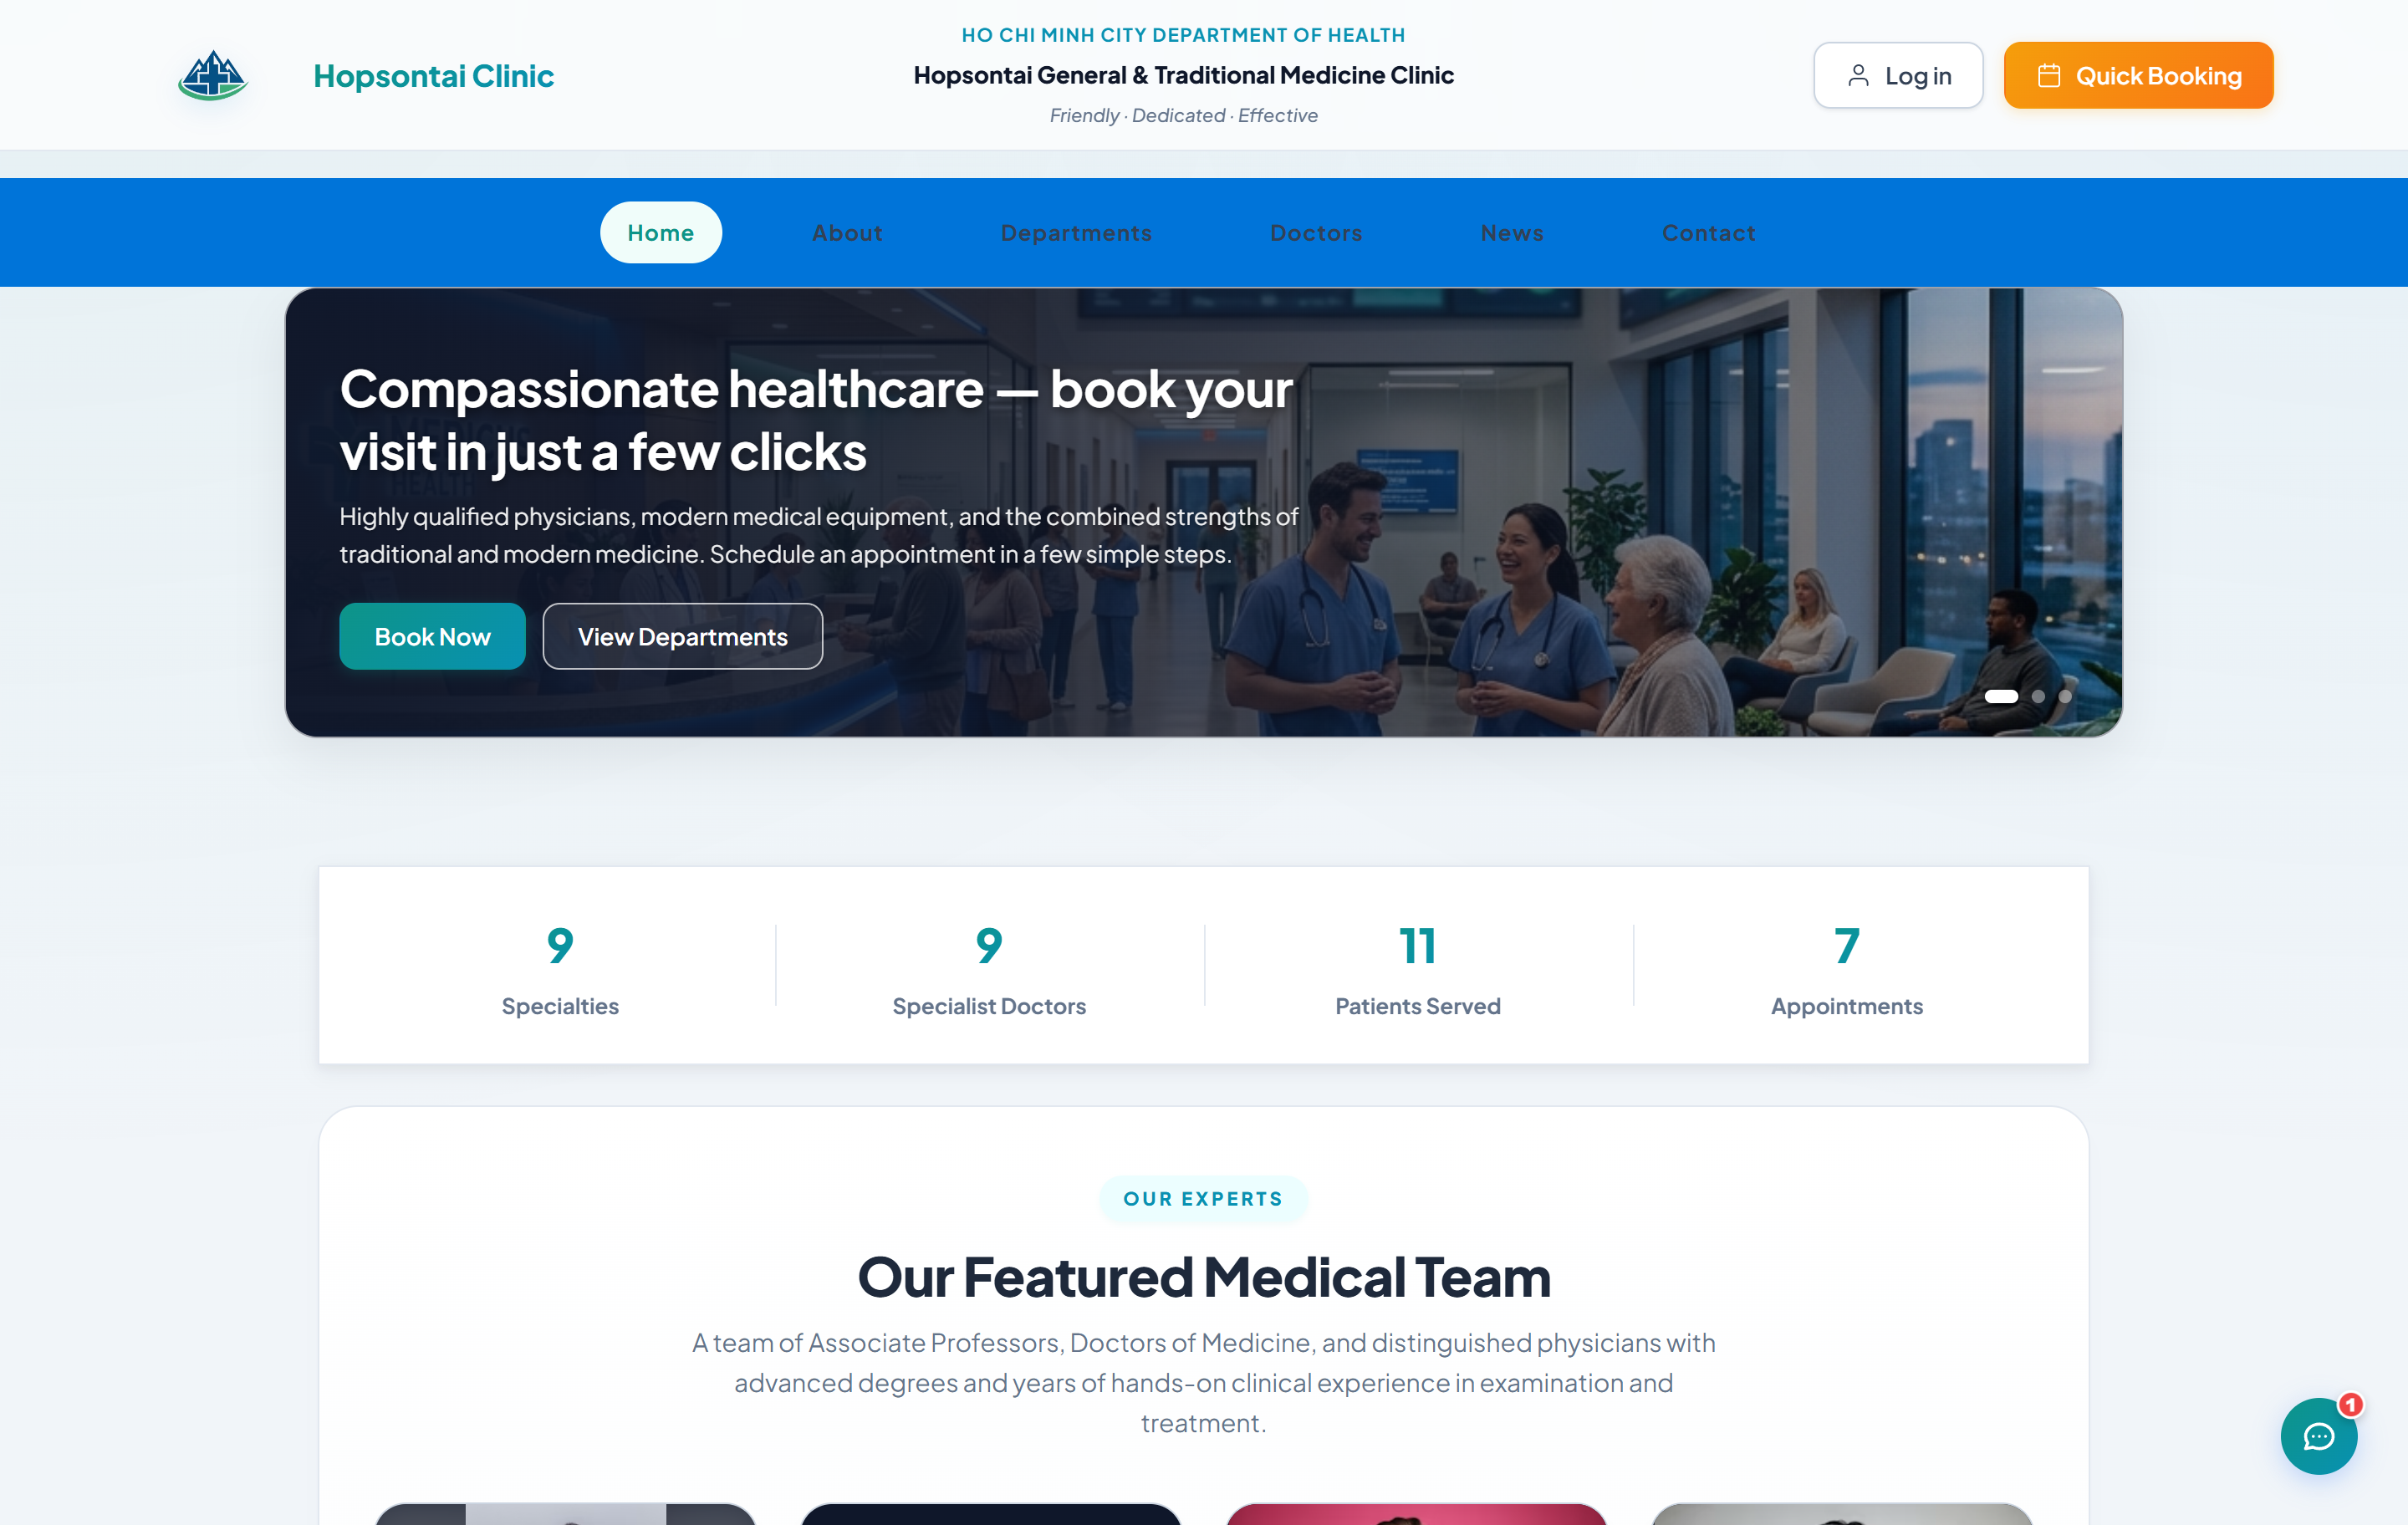 HO CHI MINH CITY DEPARTMENT OF HEALTH
Hopsontai Clinic
Hopsontai General & Traditional Medicine Clinic
Friendly · Dedicated · Effective
Log in
Quick Booking
Home
About
Departments
Doctors
News
Contact
Compassionate healthcare — book your
visit in just a few clicks
HEALTH
Highly qualified physicians, modern medical equipment, and the combined strengths of
traditional and modern medicine. Schedule an appointment in a few simple steps.
Book Now
View Departments
9
Specialties
9
Specialist Doctors
11
Patients Served
7
Appointments
OUR EXPERTS
Our Featured Medical Team
A team of Associate Professors, Doctors of Medicine, and distinguished physicians with
advanced degrees and years of hands-on clinical experience in examination and
treatment.
1